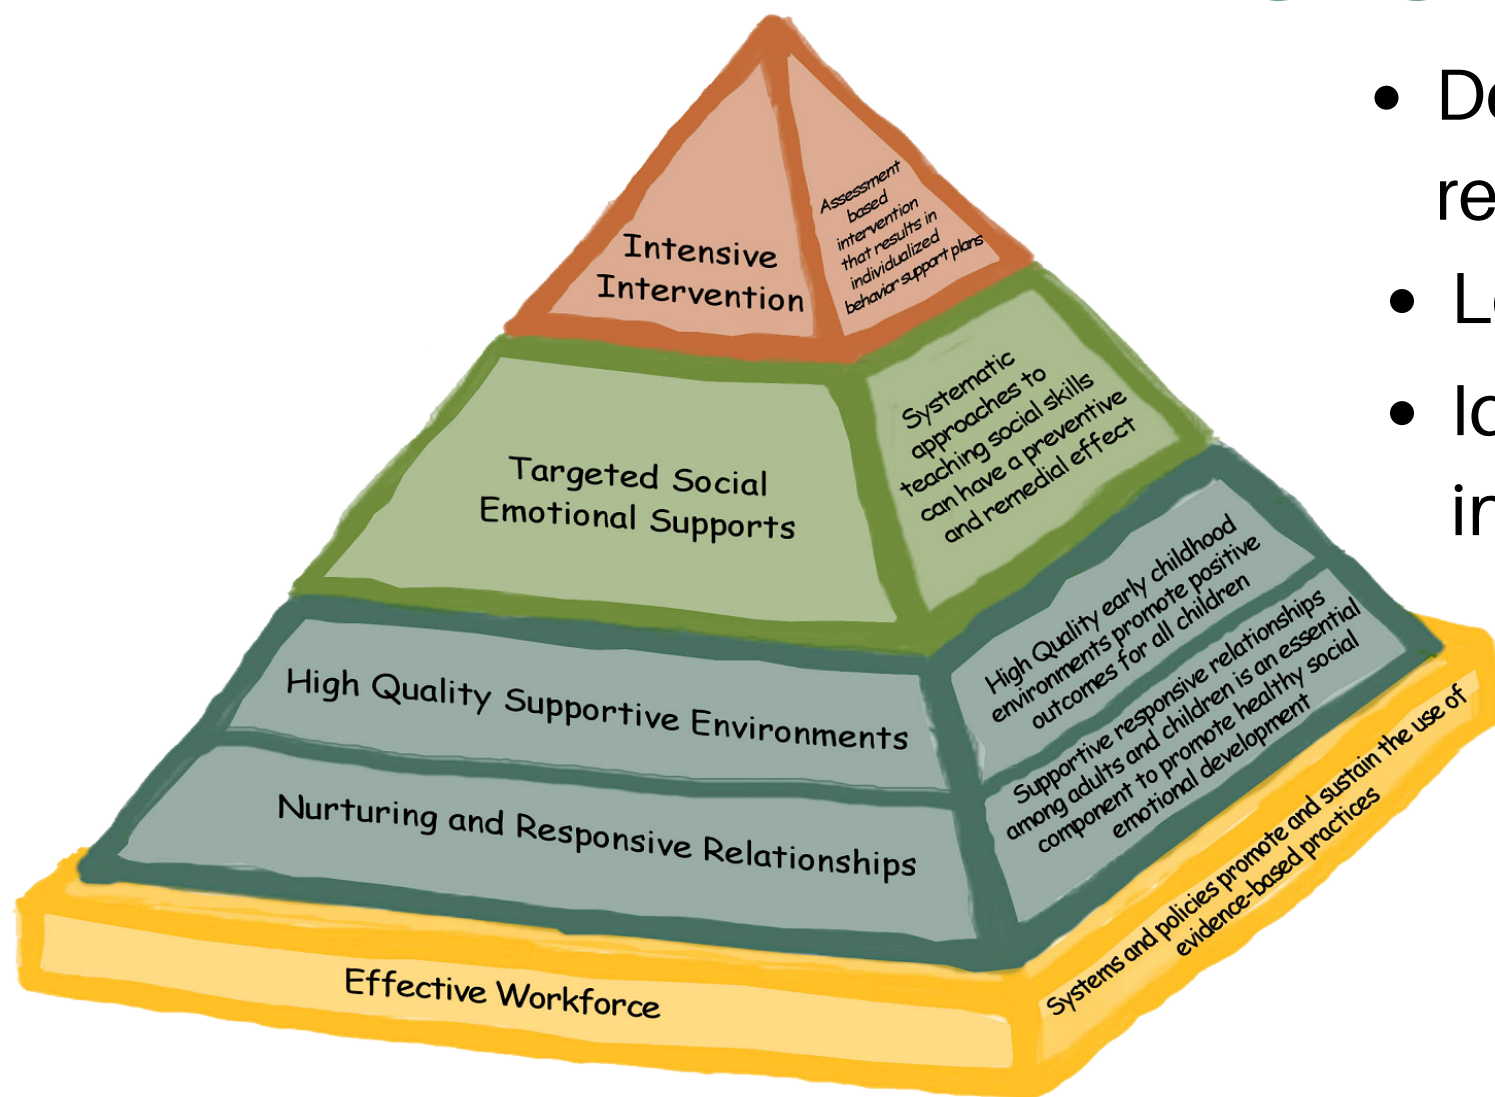 Intensive
Intervention
Assessment
based
intervention
that results in
individualized
behavior support plans
Targeted Social
Emotional Supports
Systematic
approaches to
teaching social skills
can have a preventive
and remedial effect
High Quality Supportive Environments
High Quality early childhood
environments promote positive
outcomes for all children
Nurturing and Responsive Relationships
Supportive responsive relationships
among adults and children is an essential
component to promote healthy social
emotional development
Effective Workforce
Systems and policies promote and sustain the use of
evidence-based practices